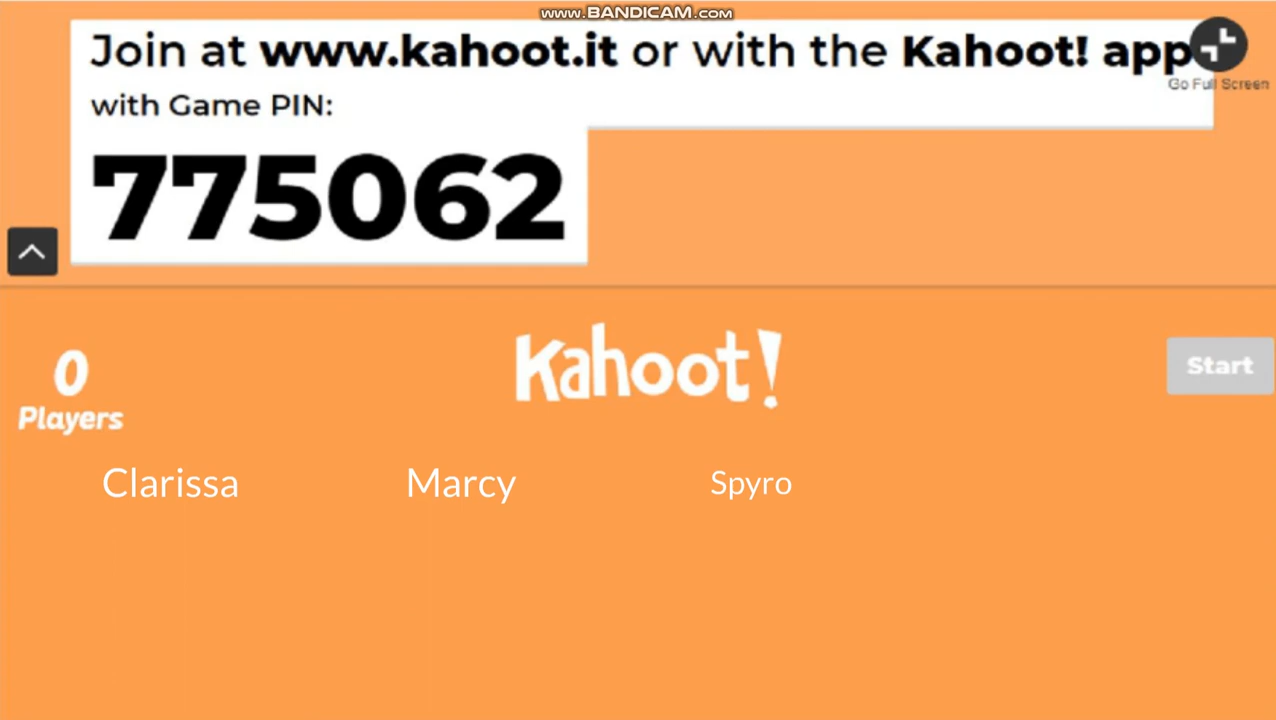 www.BANDICAM.com
Join at www.kahoot.it or with the Kahoot! app
Go Full Screen
with Game PIN:
775062
Kahoot!
0
Players
Start
Clarissa Marcy Spyro